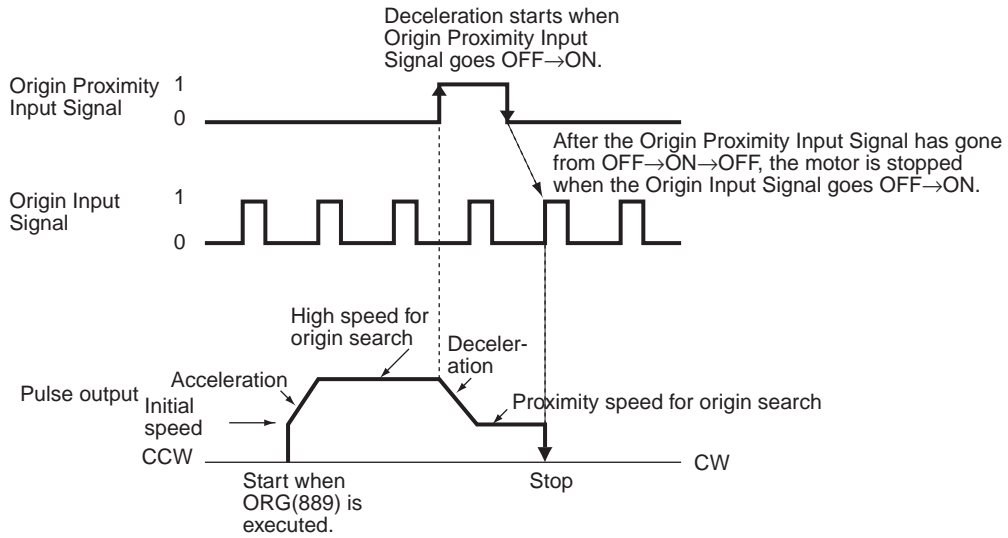 Deceleration starts when
Origin Proximity Input
Signal goes OFF→ON.
Origin Proximity
Input Signal
1
0
After the Origin Proximity Input Signal has gone
from OFF→ON→OFF, the motor is stopped
when the Origin Input Signal goes OFF→ON.
Origin Input
Signal
1
0
High speed for
origin search
Deceler-
ation
Acceleration
Pulse output
Initial
speed
Proximity speed for origin search
CCW
CW
Start when
ORG(889) is
executed.
Stop